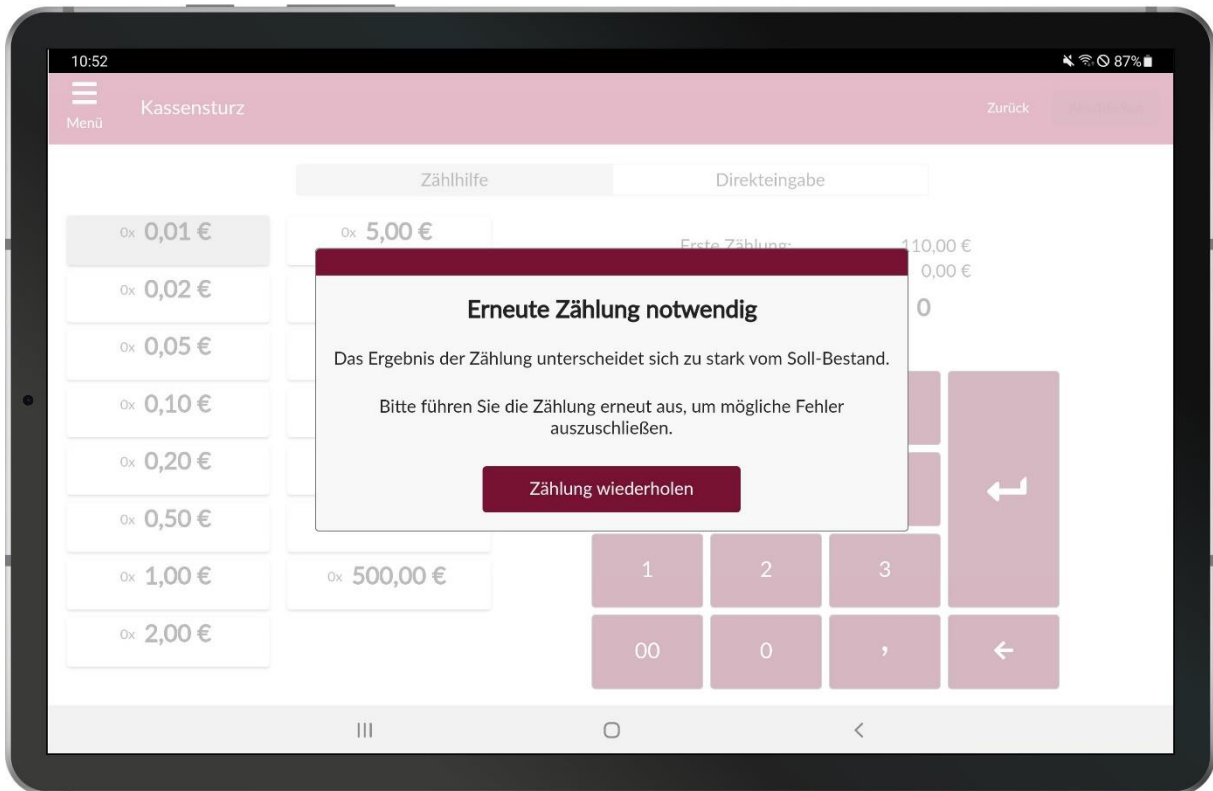 10:52
87%
Menü
Kassensturz
Zurück
Zählhilfe
Direkteingabe
0x 0,01 €
0x 5,00 €
Erste Zählung: 110,00 €
0,00 €
0x 0,02 €
0
Erneute Zählung notwendig
0x 0,05 €
Das Ergebnis der Zählung unterscheidet sich zu stark vom Soll-Bestand.
0x 0,10 €
Bitte führen Sie die Zählung erneut aus, um mögliche Fehler
auszuschließen.
0x 0,20 €
Zählung wiederholen
0x 0,50 €
0x 1,00 €
0x 500,00 €
1 2 3
0x 2,00 €
00 0 ,